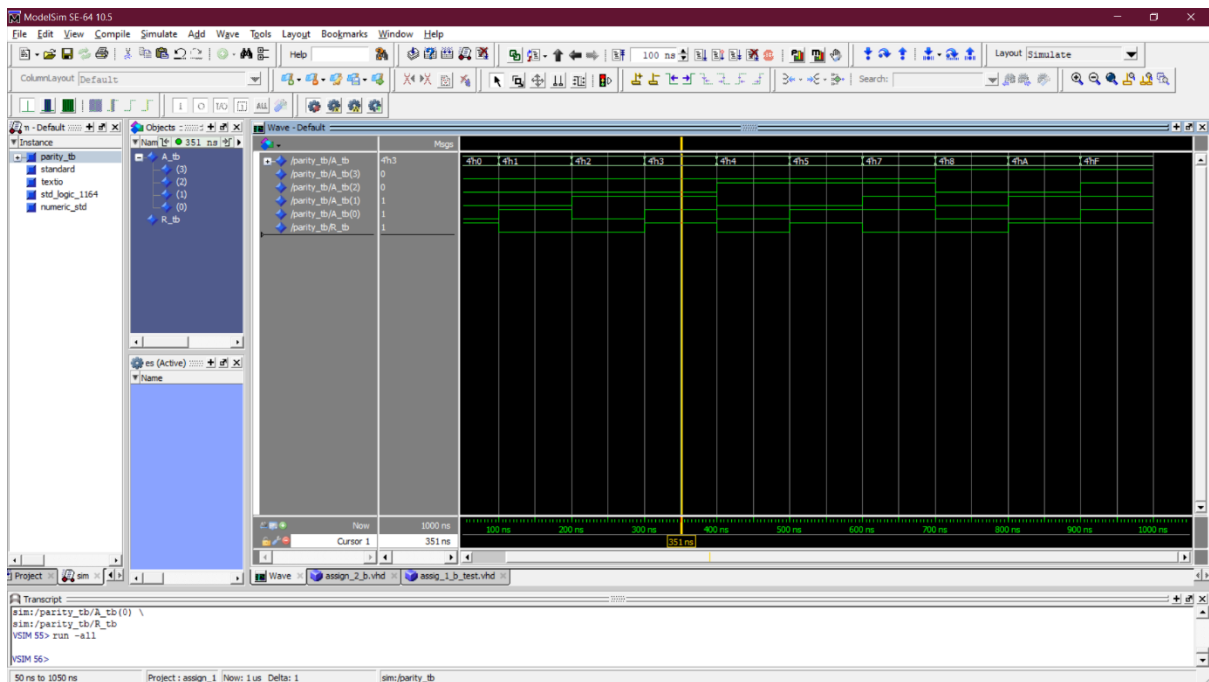 ModelSim SE-64 10.5
File Edit View Compile Simulate Add Wave Tools Layout Bookmarks Window Help
Help 100 ns Layout Simulate
ColumnLayout Default Search:
ALL
Default Objects Wave - Default
Instance 351 ns Msgs
parity_tb
standard
textio
std_logic_1164
numeric_std
A_tb
(3)
(2)
(1)
(0)
R_tb
/parity_tb/A_tb 4'h3 4'h0 4'h1 4'h2 4'h3 4'h4 4'h5 4'h7 4'h8 4'hA 4'hF
/parity_tb/A_tb(3) 0
/parity_tb/A_tb(2) 0
/parity_tb/A_tb(1) 1
/parity_tb/A_tb(0) 1
/parity_tb/R_tb 1
es (Active)
Name
Now 1000 ns 100 ns 200 ns 300 ns 400 ns 500 ns 600 ns 700 ns 800 ns 900 ns 1000 ns
Cursor 1 351 ns 351 ns
Project sim Wave assign_2_b.vhd assig_1_b_test.vhd
Transcript
sim:/parity_tb/A_tb(0) \
sim:/parity_tb/R_tb
VSIM 55> run -all
VSIM 56>
50 ns to 1050 ns Project : assign_1 Now: 1 us Delta: 1 sim:/parity_tb